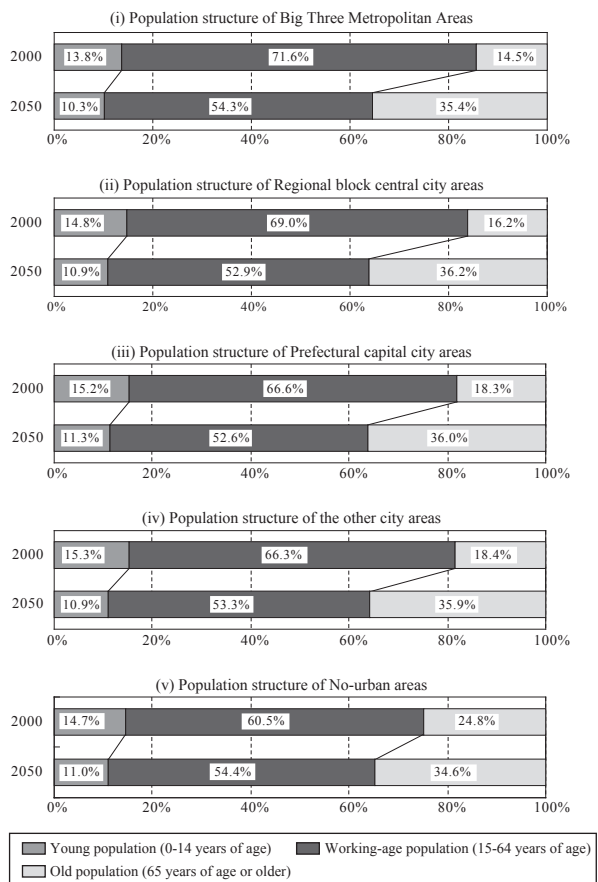 (i) Population structure of Big Three Metropolitan Areas
2000 13.8% 71.6% 14.5%
2050 10.3% 54.3% 35.4%
0% 20% 40% 60% 80% 100%
(ii) Population structure of Regional block central city areas
2000 14.8% 69.0% 16.2%
2050 10.9% 52.9% 36.2%
0% 20% 40% 60% 80% 100%
(iii) Population structure of Prefectural capital city areas
2000 15.2% 66.6% 18.3%
2050 11.3% 52.6% 36.0%
0% 20% 40% 60% 80% 100%
(iv) Population structure of the other city areas
2000 15.3% 66.3% 18.4%
2050 10.9% 53.3% 35.9%
0% 20% 40% 60% 80% 100%
(v) Population structure of No-urban areas
2000 14.7% 60.5% 24.8%
2050 11.0% 54.4% 34.6%
0% 20% 40% 60% 80% 100%
Young population (0-14 years of age) Working-age population (15-64 years of age)
Old population (65 years of age or older)